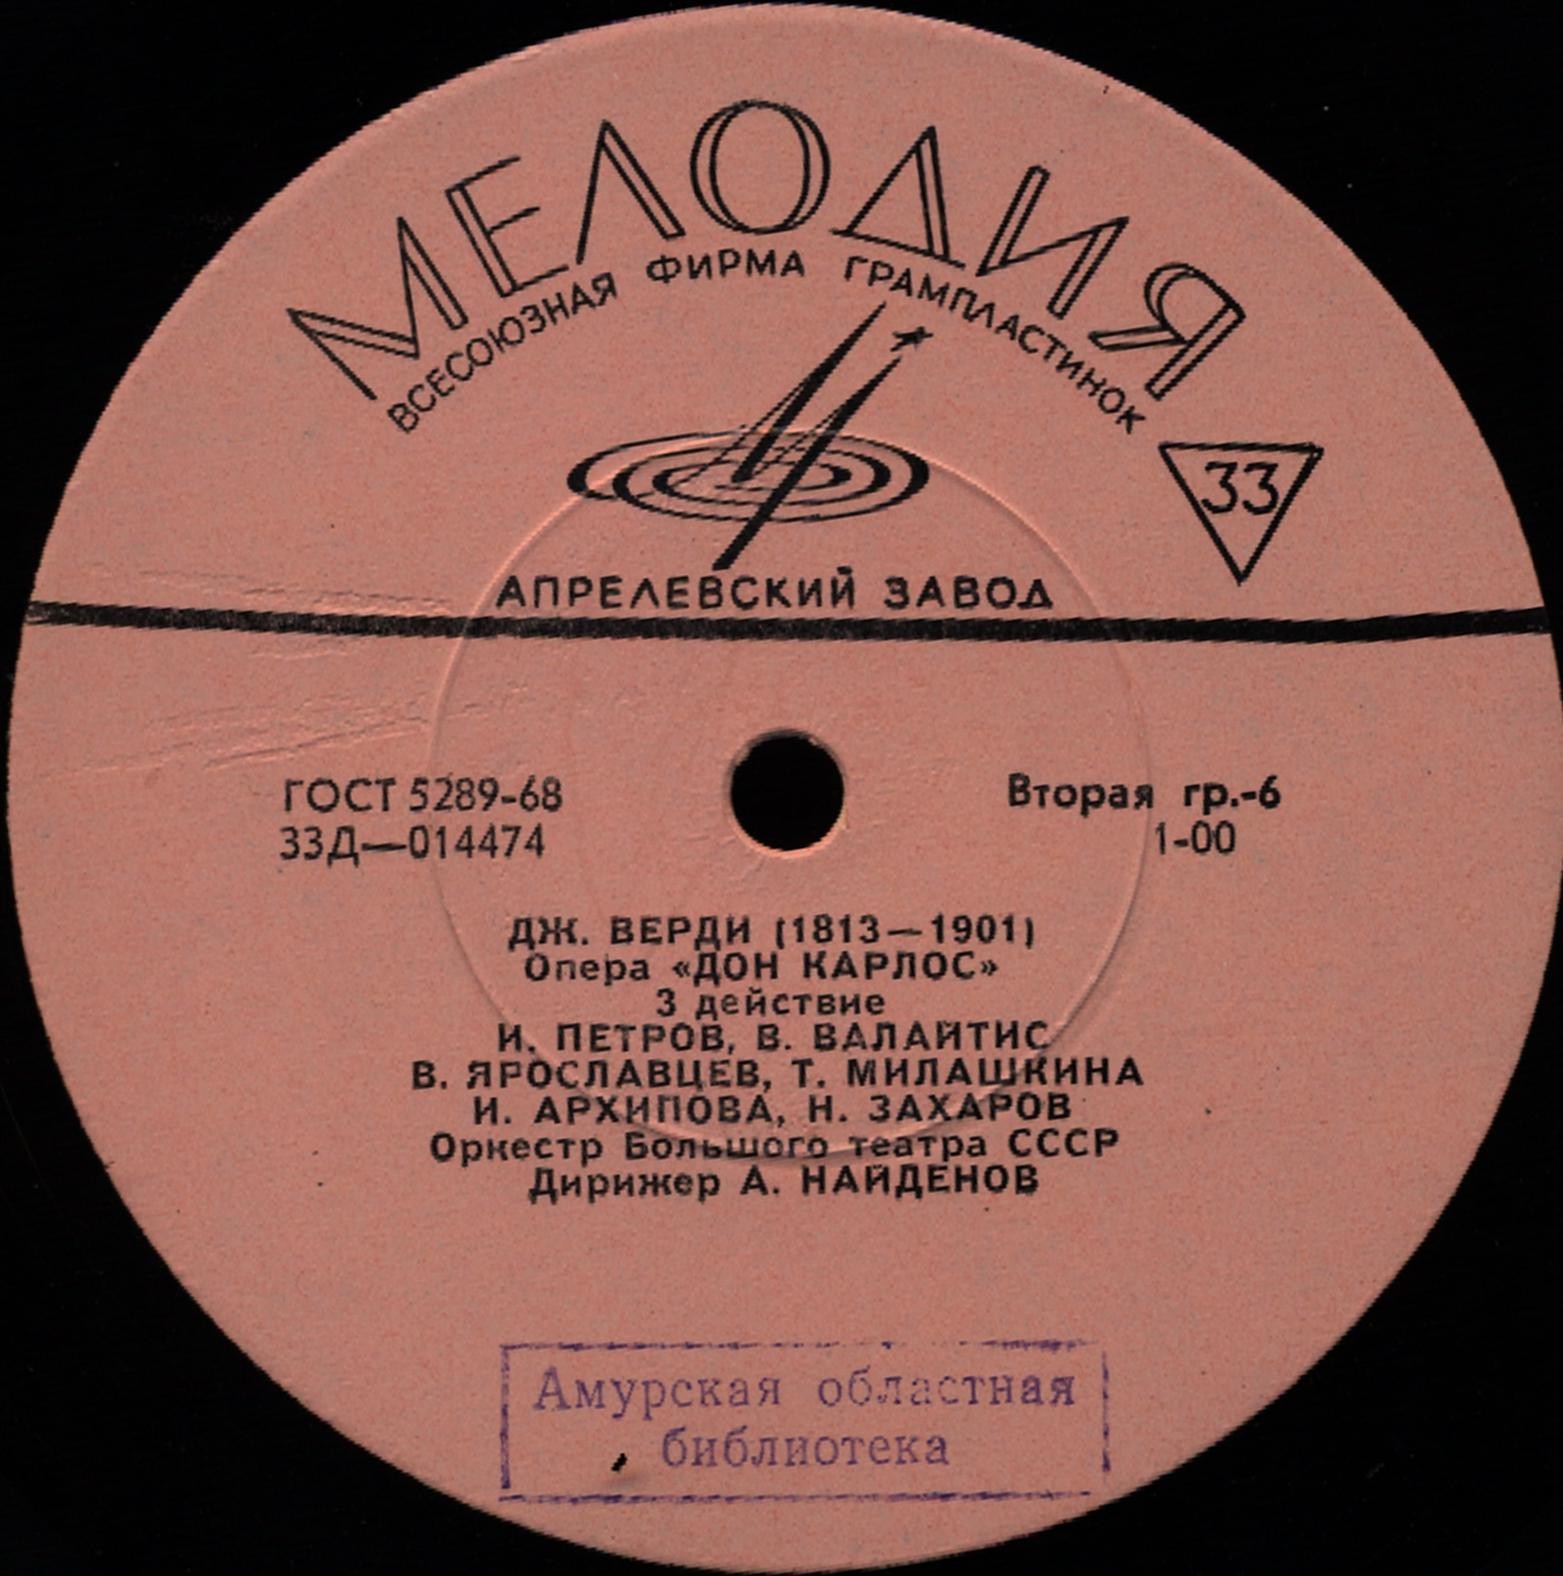 МЕЛОДИЯ
ВСЕСОЮЗНАЯ ФИРМА ГРАМПЛАСТИНОК
33
АПРЕЛЕВСКИЙ ЗАВОД
ГОСТ 5289-68
33Д—014474
Вторая гр.-6
1-00
ДЖ. ВЕРДИ (1813—1901)
Опера «ДОН КАРЛОС»
3 действие
И. ПЕТРОВ, В. ВАЛАЙТИС
В. ЯРОСЛАВЦЕВ, Т. МИЛАШКИНА
И. АРХИПОВА, Н. ЗАХАРОВ
Оркестр Большого театра СССР
Дирижер А. НАЙДЕНОВ
Амурская областная
библиотека